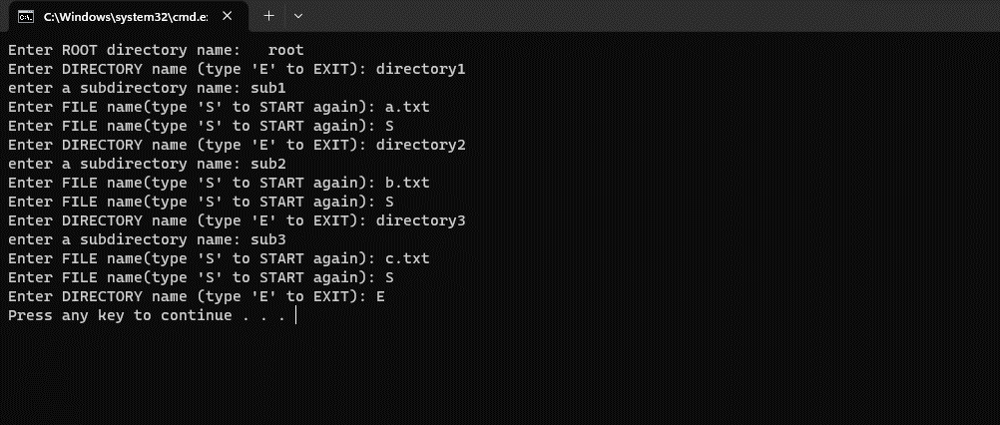 C:\Windows\system32\cmd.e:
Enter ROOT directory name:   root
Enter DIRECTORY name (type 'E' to EXIT): directory1
enter a subdirectory name: sub1
Enter FILE name(type 'S' to START again): a.txt
Enter FILE name(type 'S' to START again): S
Enter DIRECTORY name (type 'E' to EXIT): directory2
enter a subdirectory name: sub2
Enter FILE name(type 'S' to START again): b.txt
Enter FILE name(type 'S' to START again): S
Enter DIRECTORY name (type 'E' to EXIT): directory3
enter a subdirectory name: sub3
Enter FILE name(type 'S' to START again): c.txt
Enter FILE name(type 'S' to START again): S
Enter DIRECTORY name (type 'E' to EXIT): E
Press any key to continue . . .